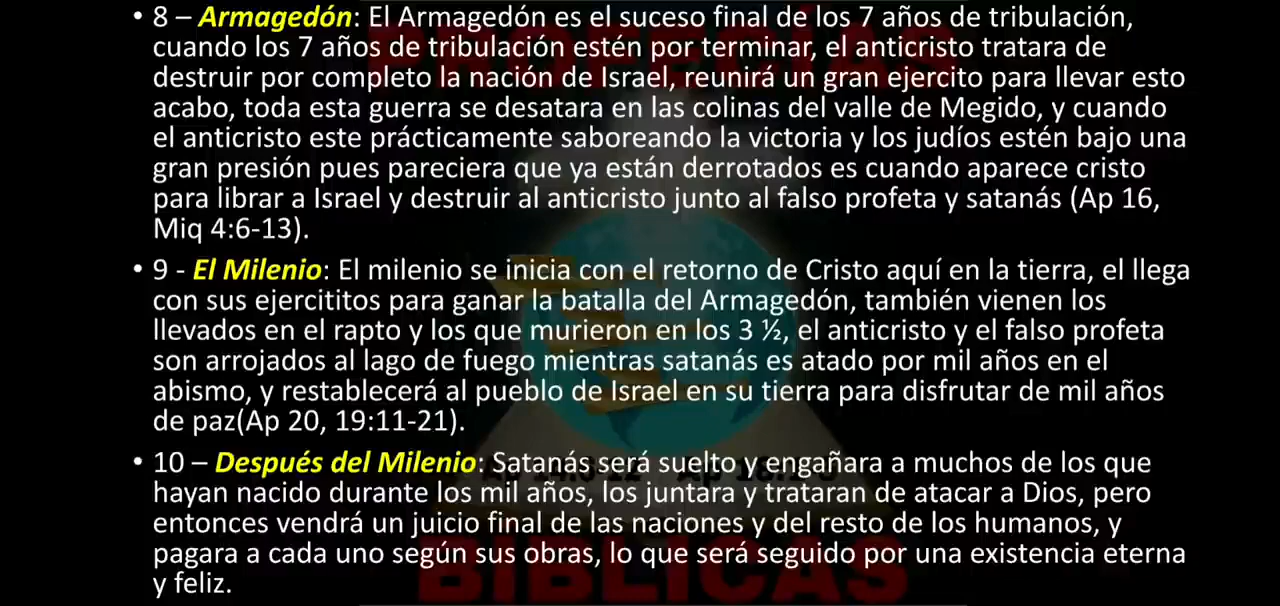 • 8 – Armagedón: El Armagedón es el suceso final de los 7 años de tribulación,
cuando los 7 años de tribulación estén por terminar, el anticristo tratara de
destruir por completo la nación de Israel, reunirá un gran ejercito para llevar esto
acabo, toda esta guerra se desatara en las colinas del valle de Megido, y cuando
el anticristo este prácticamente saboreando la victoria y los judíos estén bajo una
gran presión pues pareciera que ya están derrotados es cuando aparece cristo
para librar a Israel y destruir al anticristo junto al falso profeta y satanás (Ap 16,
Miq 4:6-13).
• 9 - El Milenio: El milenio se inicia con el retorno de Cristo aquí en la tierra, el llega
con sus ejercititos para ganar la batalla del Armagedón, también vienen los
llevados en el rapto y los que murieron en los 3 ½, el anticristo y el falso profeta
son arrojados al lago de fuego mientras satanás es atado por mil años en el
abismo, y restablecerá al pueblo de Israel en su tierra para disfrutar de mil años
de paz(Ap 20, 19:11-21).
• 10 – Después del Milenio: Satanás será suelto y engañara a muchos de los que
hayan nacido durante los mil años, los juntara y trataran de atacar a Dios, pero
entonces vendrá un juicio final de las naciones y del resto de los humanos, y
pagara a cada uno según sus obras, lo que será seguido por una existencia eterna
y feliz.
PROFECÍAS
BÍBLICAS